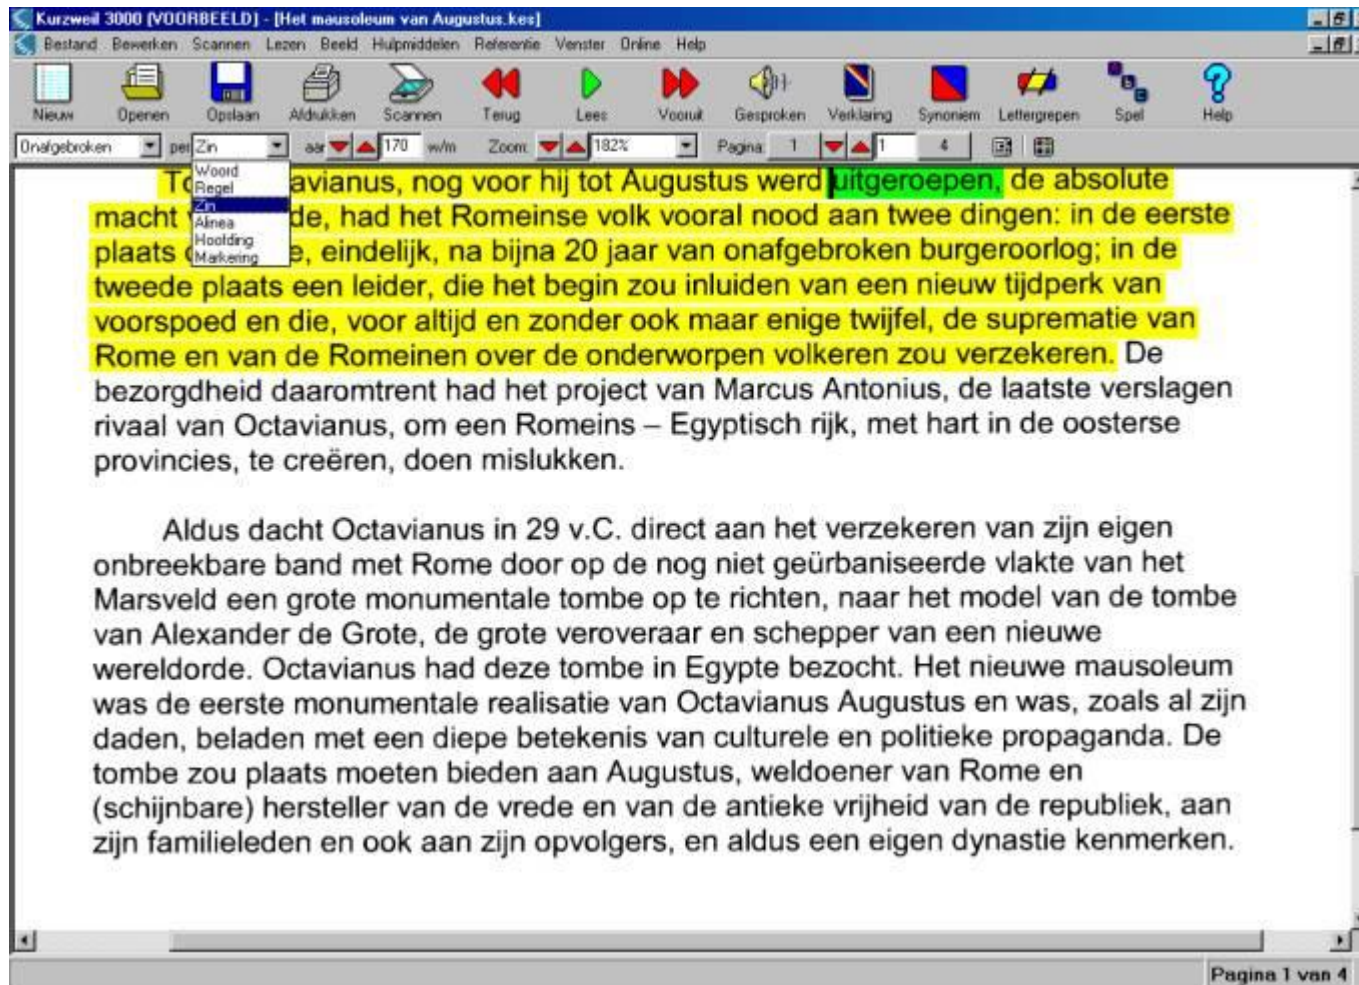 Kurzweil 3000 [VOORBEELD] - [Het mausoleum van Augustus.kes]
Bestand Bewerken Scannen Lezen Beeld Hulpmiddelen Referentie Venster Online Help
Nieuw Openen Opslaan Afdrukken Scannen Terug Lees Vooruit Gesproken Verklaring Synoniem Lettergrepen Spel Help
Onafgebroken per Zin aar 170 w/m Zoom: 182% Pagina: 1 1 4
Woord
Regel
Zin
Alinea
Hoofding
Markering
avianus, nog voor hij tot Augustus werd uitgeroepen, de absolute
macht de, had het Romeinse volk vooral nood aan twee dingen: in de eerste
plaats e, eindelijk, na bijna 20 jaar van onafgebroken burgeroorlog; in de
tweede plaats een leider, die het begin zou inluiden van een nieuw tijdperk van
voorspoed en die, voor altijd en zonder ook maar enige twijfel, de suprematie van
Rome en van de Romeinen over de onderworpen volkeren zou verzekeren. De
bezorgdheid daaromtrent had het project van Marcus Antonius, de laatste verslagen
rivaal van Octavianus, om een Romeins – Egyptisch rijk, met hart in de oosterse
provincies, te creëren, doen mislukken.
Aldus dacht Octavianus in 29 v.C. direct aan het verzekeren van zijn eigen
onbreekbare band met Rome door op de nog niet geürbaniseerde vlakte van het
Marsveld een grote monumentale tombe op te richten, naar het model van de tombe
van Alexander de Grote, de grote veroveraar en schepper van een nieuwe
wereldorde. Octavianus had deze tombe in Egypte bezocht. Het nieuwe mausoleum
was de eerste monumentale realisatie van Octavianus Augustus en was, zoals al zijn
daden, beladen met een diepe betekenis van culturele en politieke propaganda. De
tombe zou plaats moeten bieden aan Augustus, weldoener van Rome en
(schijnbare) hersteller van de vrede en van de antieke vrijheid van de republiek, aan
zijn familieleden en ook aan zijn opvolgers, en aldus een eigen dynastie kenmerken.
Pagina 1 van 4